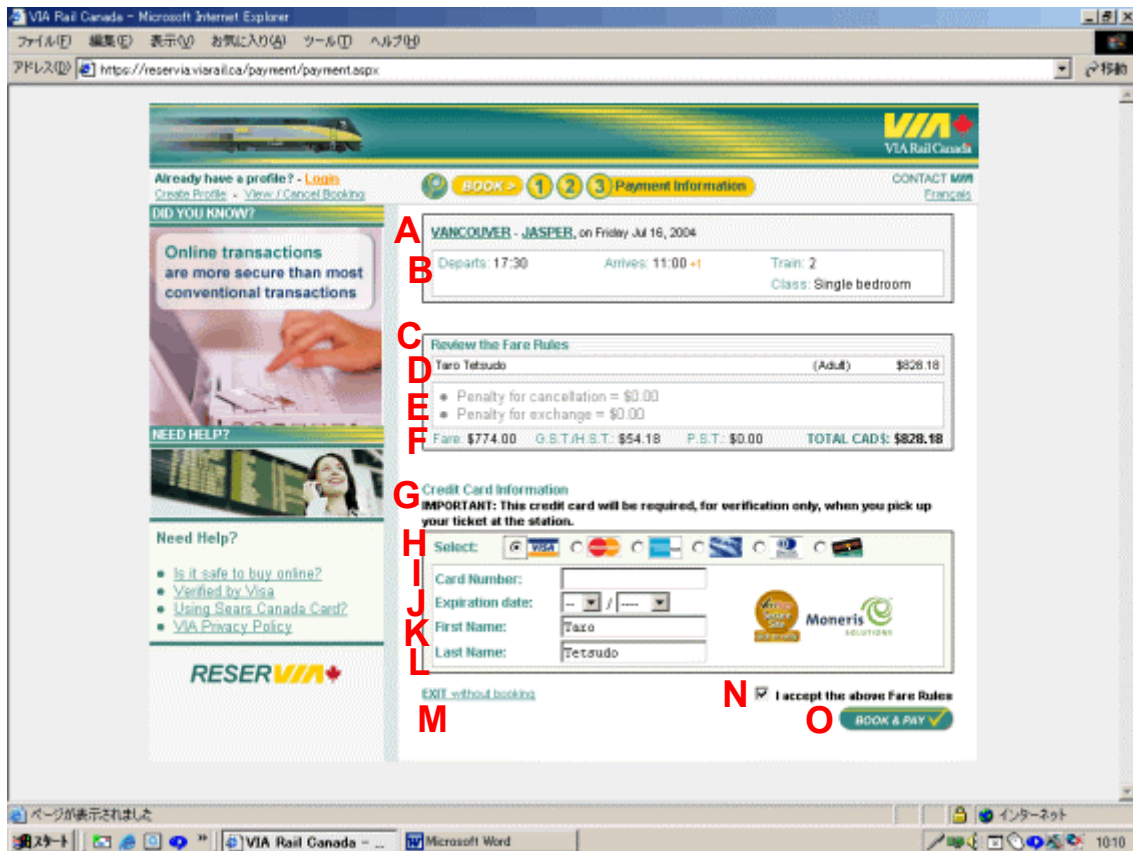 VIA Rail Canada - Microsoft Internet Explorer
ファイル(F) 編集(E) 表示(V) お気に入り(A) ツール(T) ヘルプ(H)
アドレス(D) https://reservia.viarail.ca/payment/payment.aspx 移動
VIA
VIA Rail Canada
Already have a profile? - Login
Create Profile - View / Cancel Booking
BOOK > 1 2 3 Payment Information
CONTACT VIA
Français
DID YOU KNOW?
Online transactions
are more secure than most
conventional transactions
NEED HELP?
Need Help?
Is it safe to buy online?
Verified by Visa
Using Sears Canada Card?
VIA Privacy Policy
RESERVIA
A VANCOUVER - JASPER, on Friday Jul 16, 2004
B Departs: 17:30 Arrives: 11:00 +1 Train: 2
Class: Single bedroom
C Review the Fare Rules
D Taro Tetsudo (Adult) $828.18
E
Penalty for cancellation = $0.00
Penalty for exchange = $0.00
F Fare: $774.00 G.S.T./H.S.T.: $54.18 P.S.T.: $0.00 TOTAL CAD$: $828.18
G Credit Card Information
IMPORTANT: This credit card will be required, for verification only, when you pick up
your ticket at the station.
H Select: VISA
I Card Number:
J Expiration date: -- / ----
K First Name: Taro
L Last Name: Tetsudo
Moneris
SOLUTIONS
M EXIT without booking
N I accept the above Fare Rules
O BOOK & PAY
ページが表示されました インターネット
スタート VIA Rail Canada - ... Microsoft Word 10:10